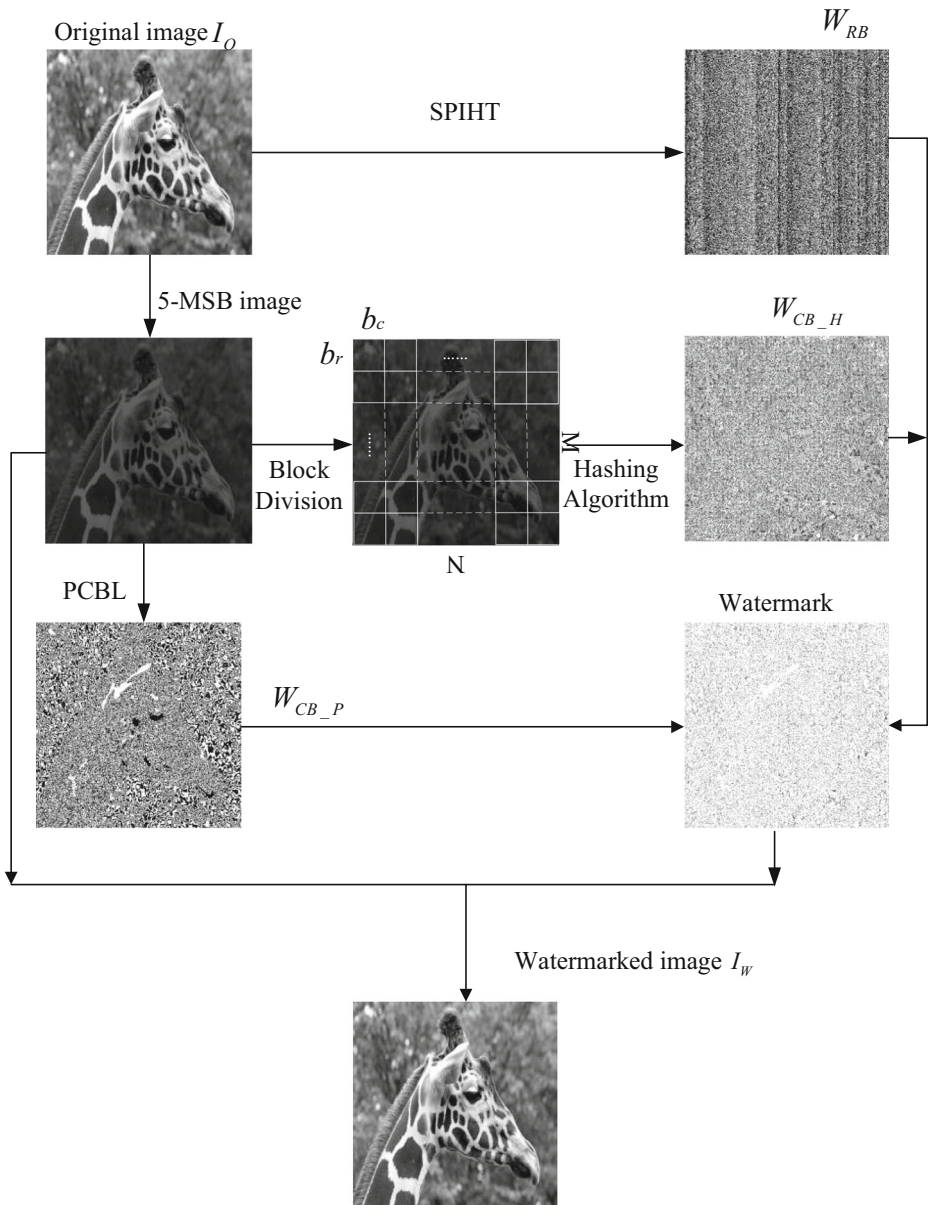 Original image I_O
W_RB
SPIHT
5-MSB image
b_c
b_r
W_CB_H
......
......
M
Block
Division
Hashing
Algorithm
N
PCBL
Watermark
W_CB_P
Watermarked image I_W